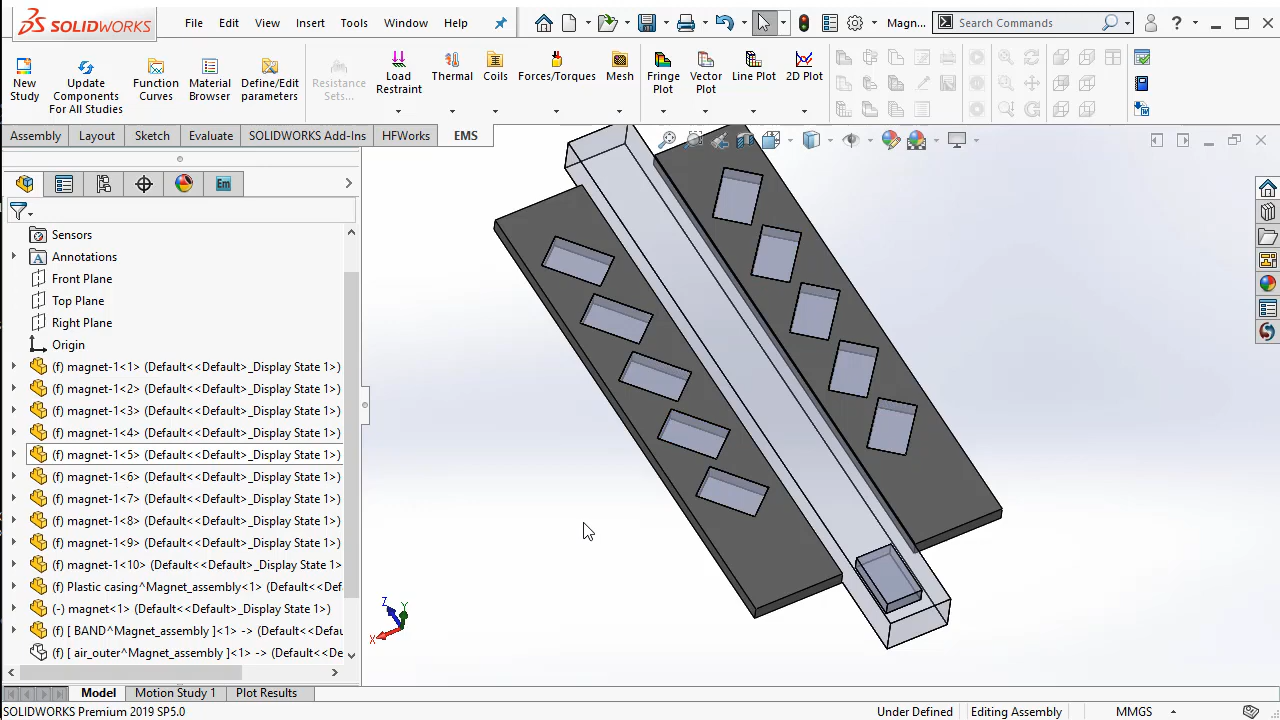 SOLIDWORKS
File Edit View Insert Tools Window Help
Magn...
Search Commands
New Study
Update Components For All Studies
Function Curves
Material Browser
Define/Edit parameters
Resistance Sets...
Load Restraint
Thermal
Coils
Forces/Torques
Mesh
Fringe Plot
Vector Plot
Line Plot
2D Plot
Assembly Layout Sketch Evaluate SOLIDWORKS Add-Ins HFWorks EMS
Sensors
Annotations
Front Plane
Top Plane
Right Plane
Origin
(f) magnet-1<1> (Default<<Default>_Display State 1>)
(f) magnet-1<2> (Default<<Default>_Display State 1>)
(f) magnet-1<3> (Default<<Default>_Display State 1>)
(f) magnet-1<4> (Default<<Default>_Display State 1>)
(f) magnet-1<5> (Default<<Default>_Display State 1>)
(f) magnet-1<6> (Default<<Default>_Display State 1>)
(f) magnet-1<7> (Default<<Default>_Display State 1>)
(f) magnet-1<8> (Default<<Default>_Display State 1>)
(f) magnet-1<9> (Default<<Default>_Display State 1>)
(f) magnet-1<10> (Default<<Default>_Display State 1>
(f) Plastic casing^Magnet_assembly<1> (Default<<Def
(-) magnet<1> (Default<<Default>_Display State 1>)
(f) [ BAND^Magnet_assembly ]<1> -> (Default<<Defau
(f) [ air_outer^Magnet_assembly ]<1> -> (Default<<De
Z Y
X
Model Motion Study 1 Plot Results
SOLIDWORKS Premium 2019 SP5.0
Under Defined
Editing Assembly
MMGS